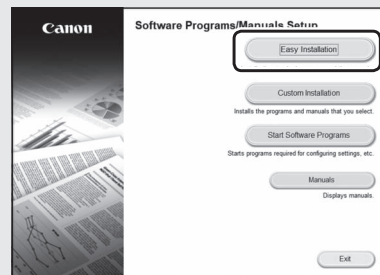 Canon
Software Programs/Manuals Setup
Easy Installation
Custom Installation
Installs the programs and manuals that you select.
Start Software Programs
Starts programs required for configuring settings, etc.
Manuals
Displays manuals.
Exit